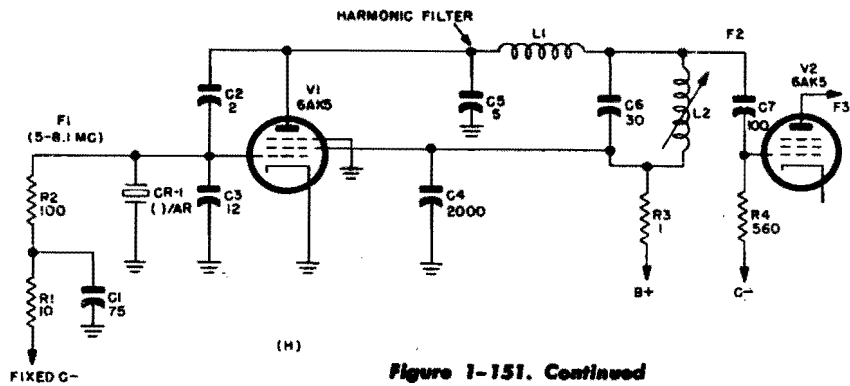 HARMONIC FILTER
L1
F2
C2
2
V1
6AK5
V2
6AK5
F3
C5
5
C6
30
L2
C7
100
F1
(5-8.1 MC)
R2
100
CR-1
( )/AR
C3
12
C4
2000
R3
1
R4
560
R1
10
C1
75
B+
C-
(H)
FIXED C-
Figure 1-151. Continued